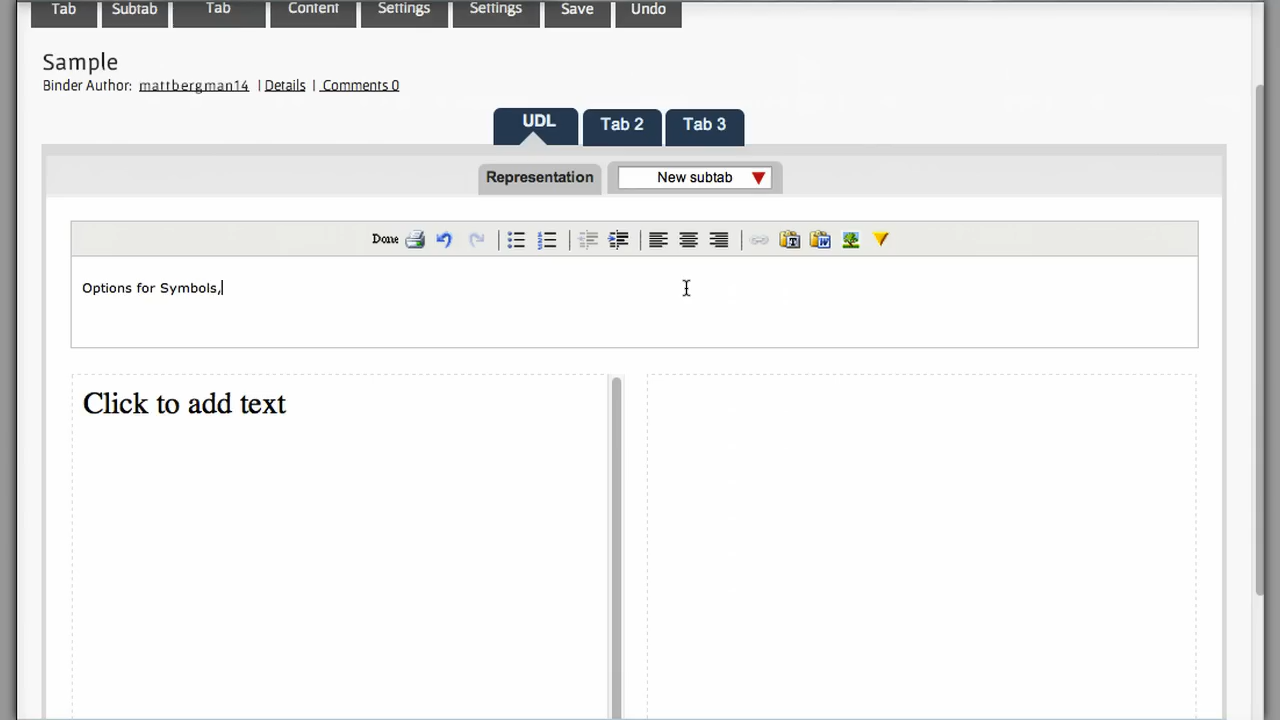 Tab Subtab Tab Content Settings Settings Save Undo
Sample
Binder Author: mattbergman14 | Details | Comments 0
UDL Tab 2 Tab 3
Representation New subtab
Done
Options for Symbols,
Click to add text